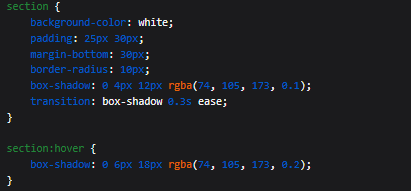 section {
    background-color: white;
    padding: 25px 30px;
    margin-bottom: 30px;
    border-radius: 10px;
    box-shadow: 0 4px 12px rgba(74, 105, 173, 0.1);
    transition: box-shadow 0.3s ease;
}

section:hover {
    box-shadow: 0 6px 18px rgba(74, 105, 173, 0.2);
}